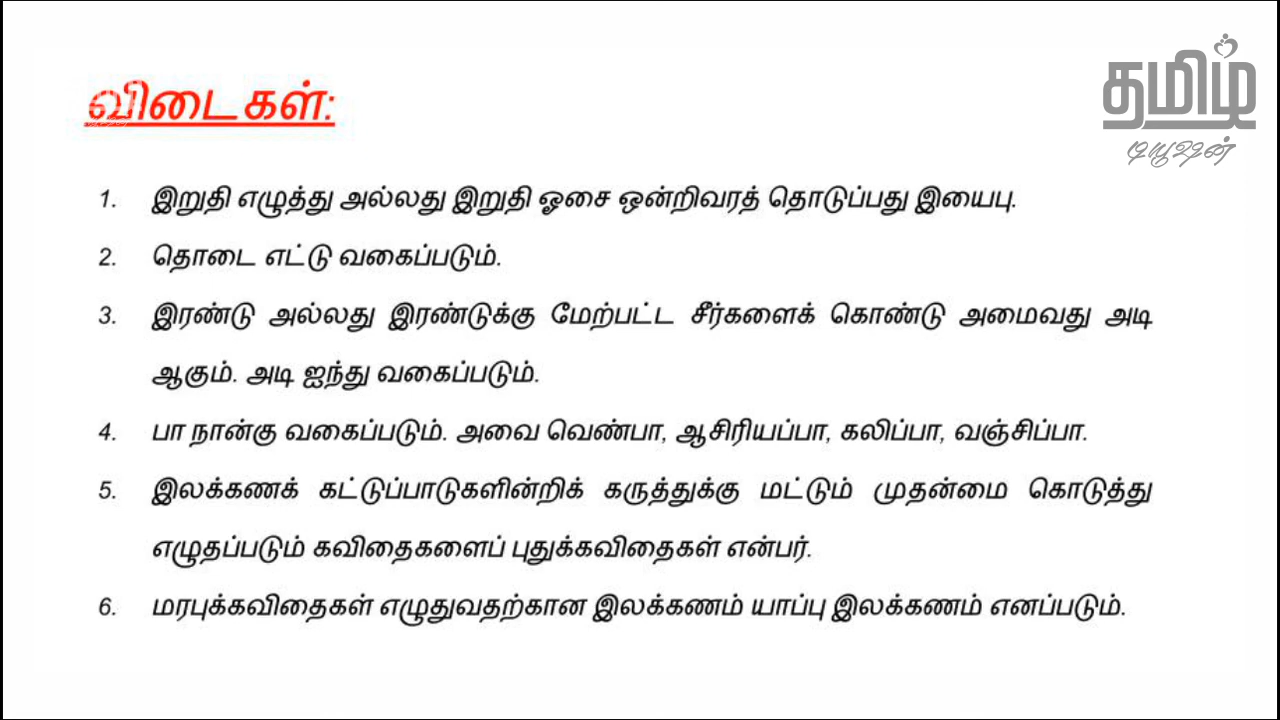 தமிழ்
டியூஷன்
விடைகள்:
1. இறுதி எழுத்து அல்லது இறுதி ஓசை ஒன்றிவரத் தொடுப்பது இயைபு.
2. தொடை எட்டு வகைப்படும்.
3. இரண்டு அல்லது இரண்டுக்கு மேற்பட்ட சீர்களைக் கொண்டு அமைவது அடி
ஆகும். அடி ஐந்து வகைப்படும்.
4. பா நான்கு வகைப்படும். அவை வெண்பா, ஆசிரியப்பா, கலிப்பா, வஞ்சிப்பா.
5. இலக்கணக் கட்டுப்பாடுகளின்றிக் கருத்துக்கு மட்டும் முதன்மை கொடுத்து
எழுதப்படும் கவிதைகளைப் புதுக்கவிதைகள் என்பர்.
6. மரபுக்கவிதைகள் எழுதுவதற்கான இலக்கணம் யாப்பு இலக்கணம் எனப்படும்.